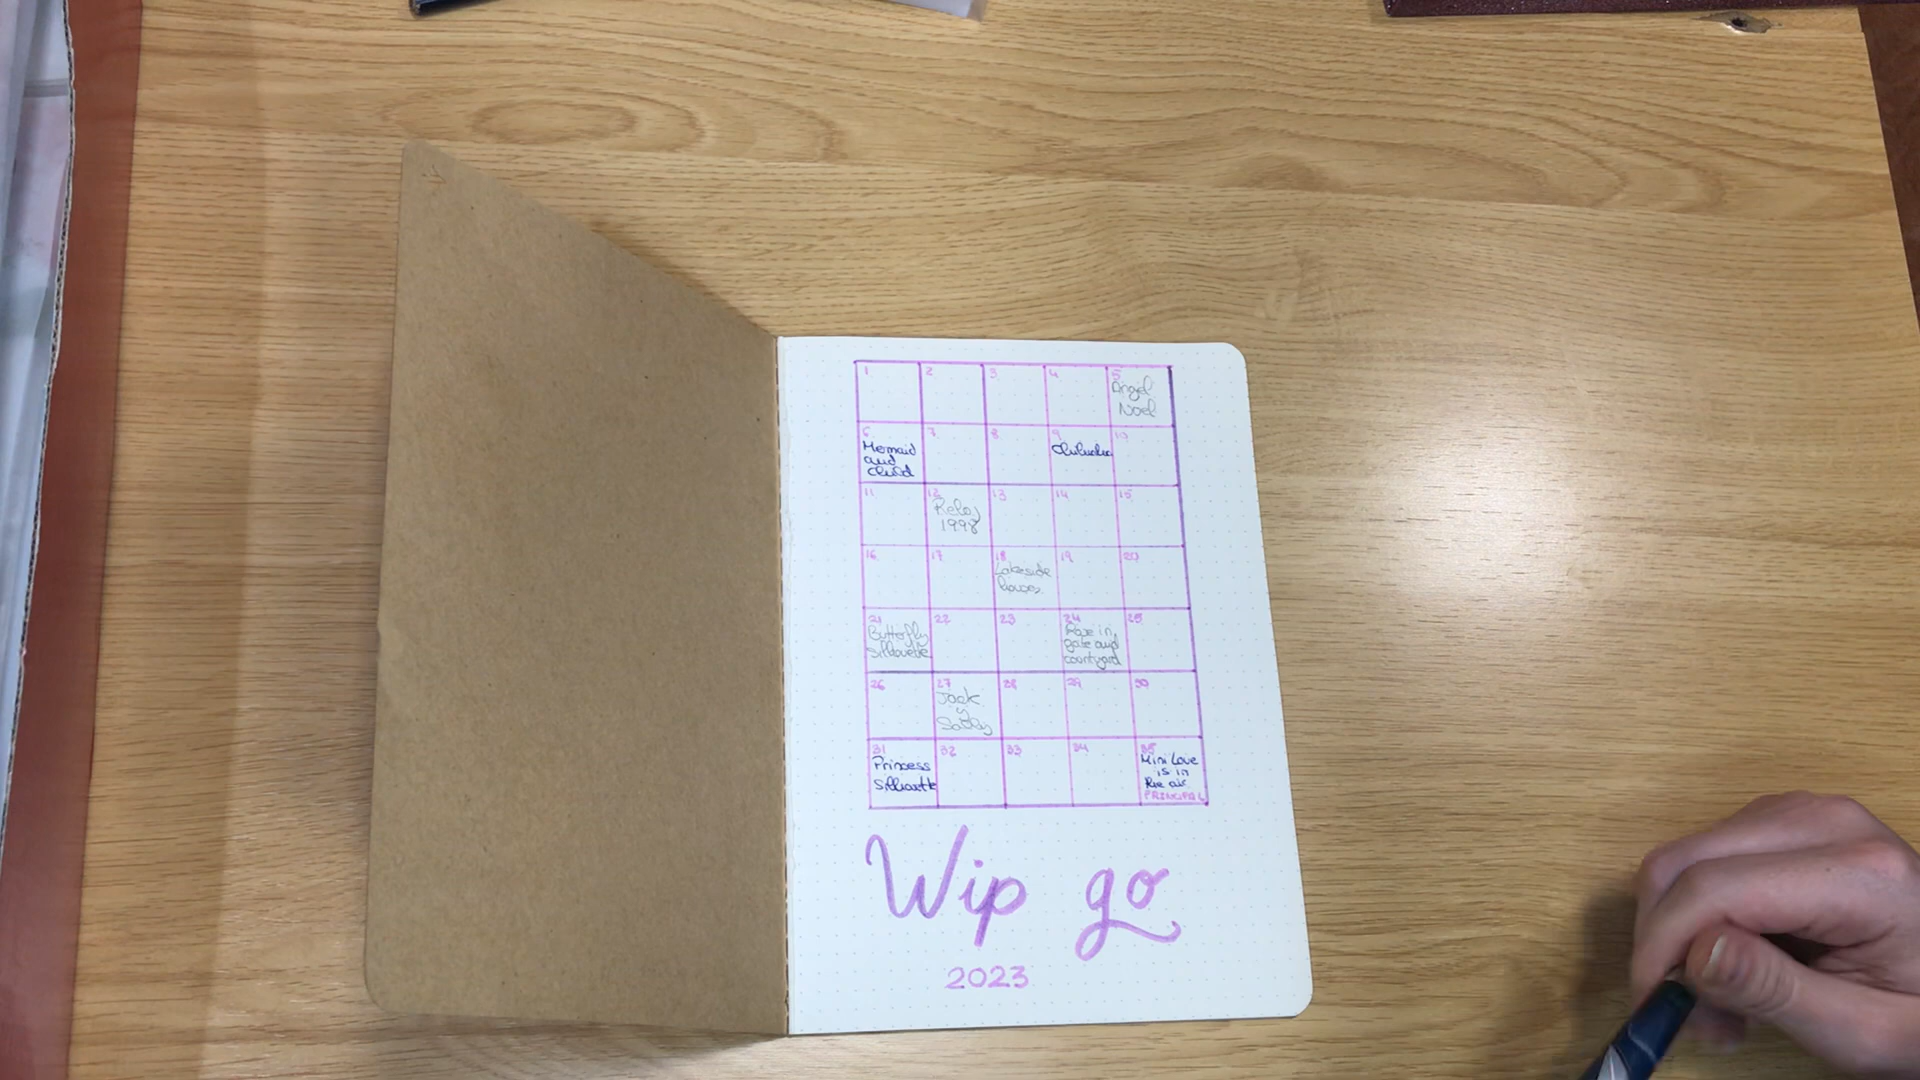 1 2 3 4 5
Angel
Noel
6 7 8 9 10
Mermaid
and
Child
11 12 13 14 15
Reloj
1998
16 17 18 19 20
Lakeside
houses
21 22 23 24 25
Butterfly
Silhouette
Rose in
gate and
courtyard
26 27 28 29 30
Jack
y
Sally
31 32 33 34 35
Princess
Silhouette
Mini Love
is in
the air
PRINCIPAL
Wip go
2023